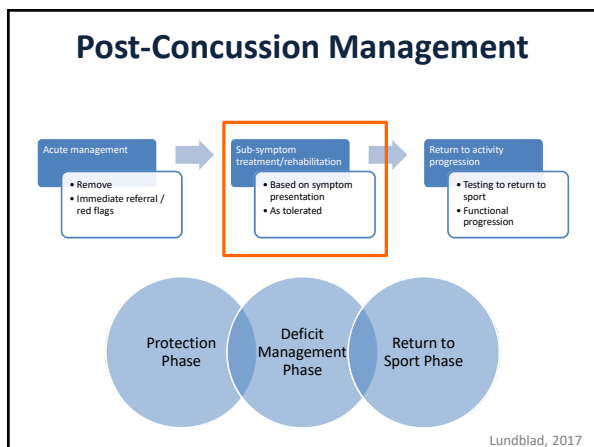 Post-Concussion Management
Acute management
• Remove
• Immediate referral /
red flags
Sub-symptom
treatment/rehabilitation
• Based on symptom
presentation
• As tolerated
Return to activity
progression
• Testing to return to
sport
• Functional
progression
Protection
Phase
Deficit
Management
Phase
Return to
Sport Phase
Lundblad, 2017